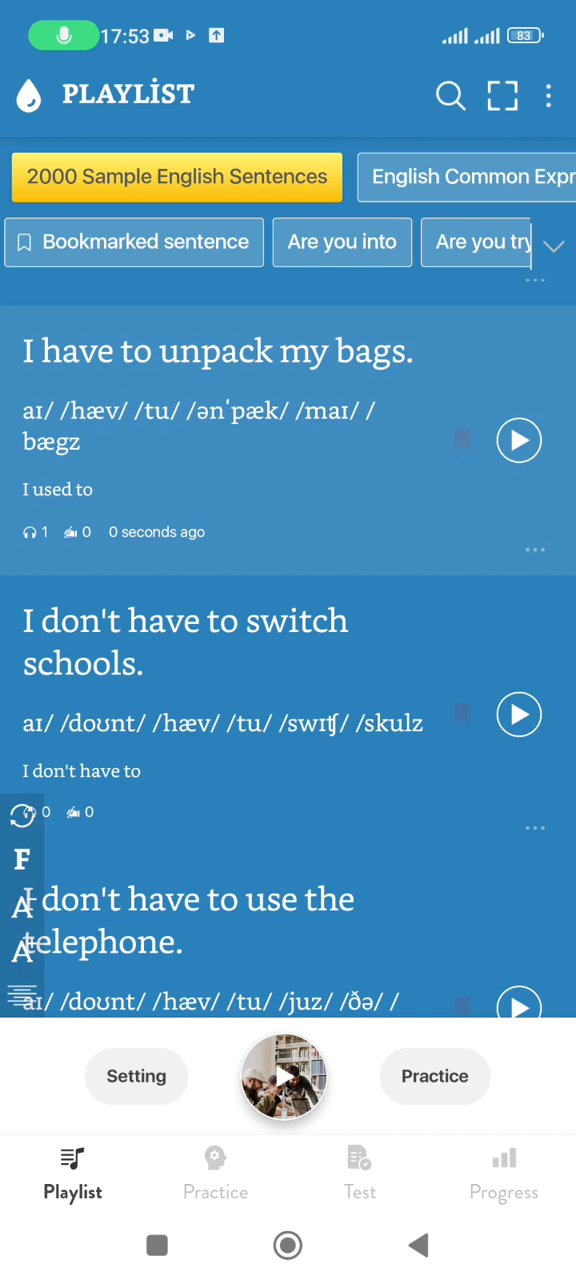 17:53 83
PLAYLİST
2000 Sample English Sentences English Common Expr
Bookmarked sentence Are you into Are you try
I have to unpack my bags.
aɪ/ /hæv/ /tu/ /ənˈpæk/ /maɪ/ /
bægz
I used to
1 0 0 seconds ago
I don't have to switch
schools.
aɪ/ /doʊnt/ /hæv/ /tu/ /swɪʧ/ /skulz
I don't have to
0 0
F
A
I don't have to use the
A
telephone.
aɪ/ /doʊnt/ /hæv/ /tu/ /juz/ /ðə/ /
Setting Practice
Playlist Practice Test Progress